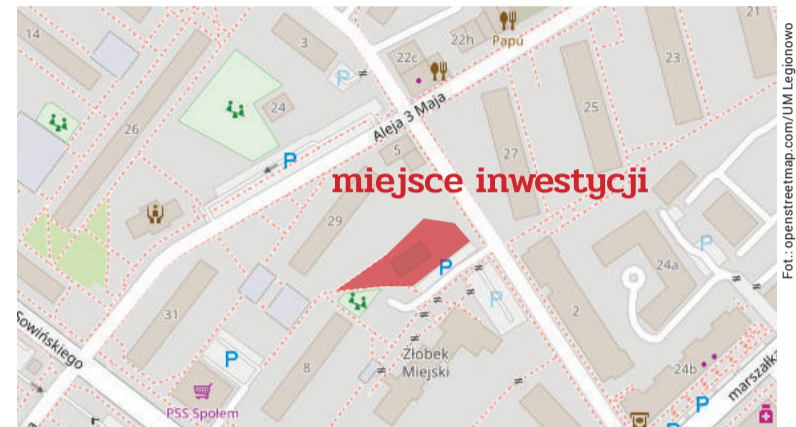 14
3
22c
22h
Papu
21
23
P
24
25
26
Aleja 3 Maja
5
27
P
miejsce inwestycji
29
P
P
24a
P
31
2
Sowińskiego
8
Żłobek
Miejski
P
24b
marszałka
P
PSS Społem
P
Fot.: openstreetmap.com/UM Legionowo